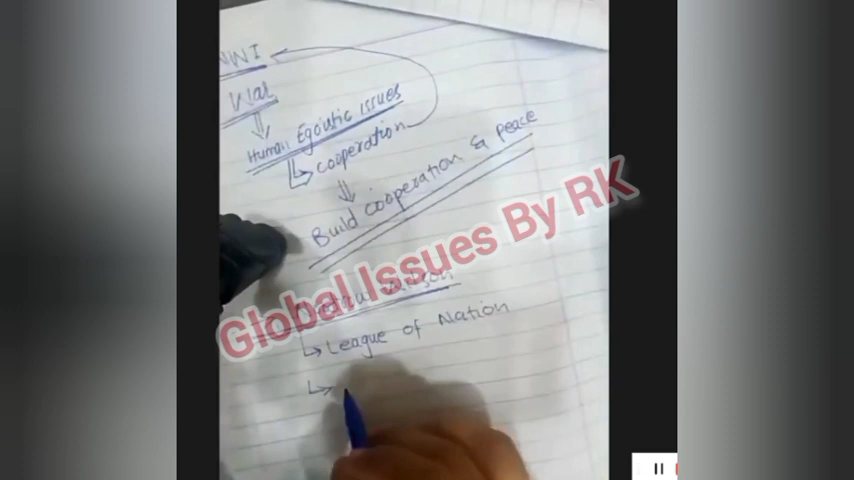 WWI
War
Human Egoistic issues
cooperation
Build cooperation & peace
Global Issues By RK
League of Nation